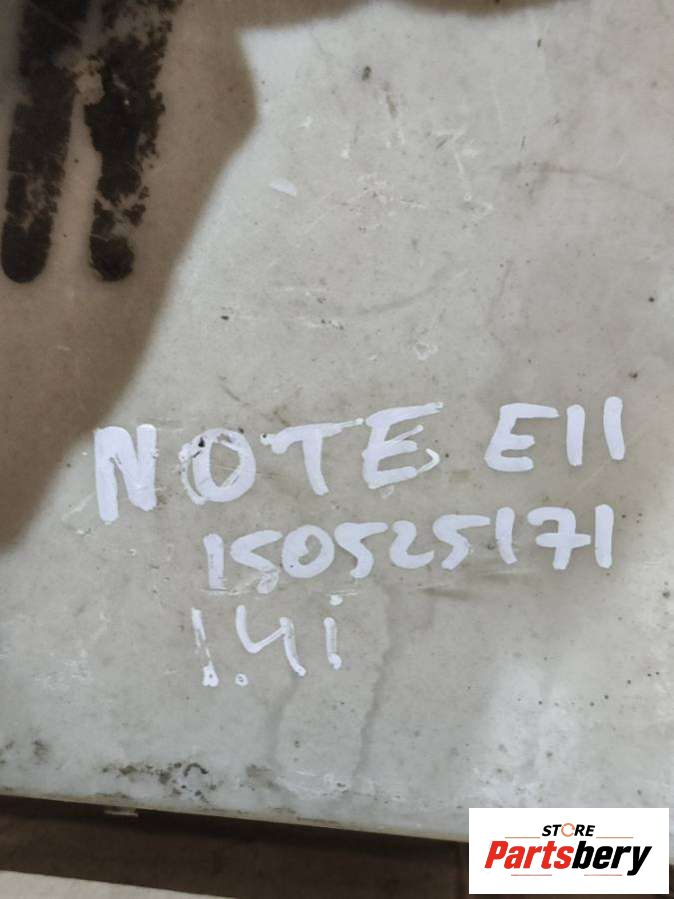 NOTE E11
150525171
1.4i
STORE
Partsbery